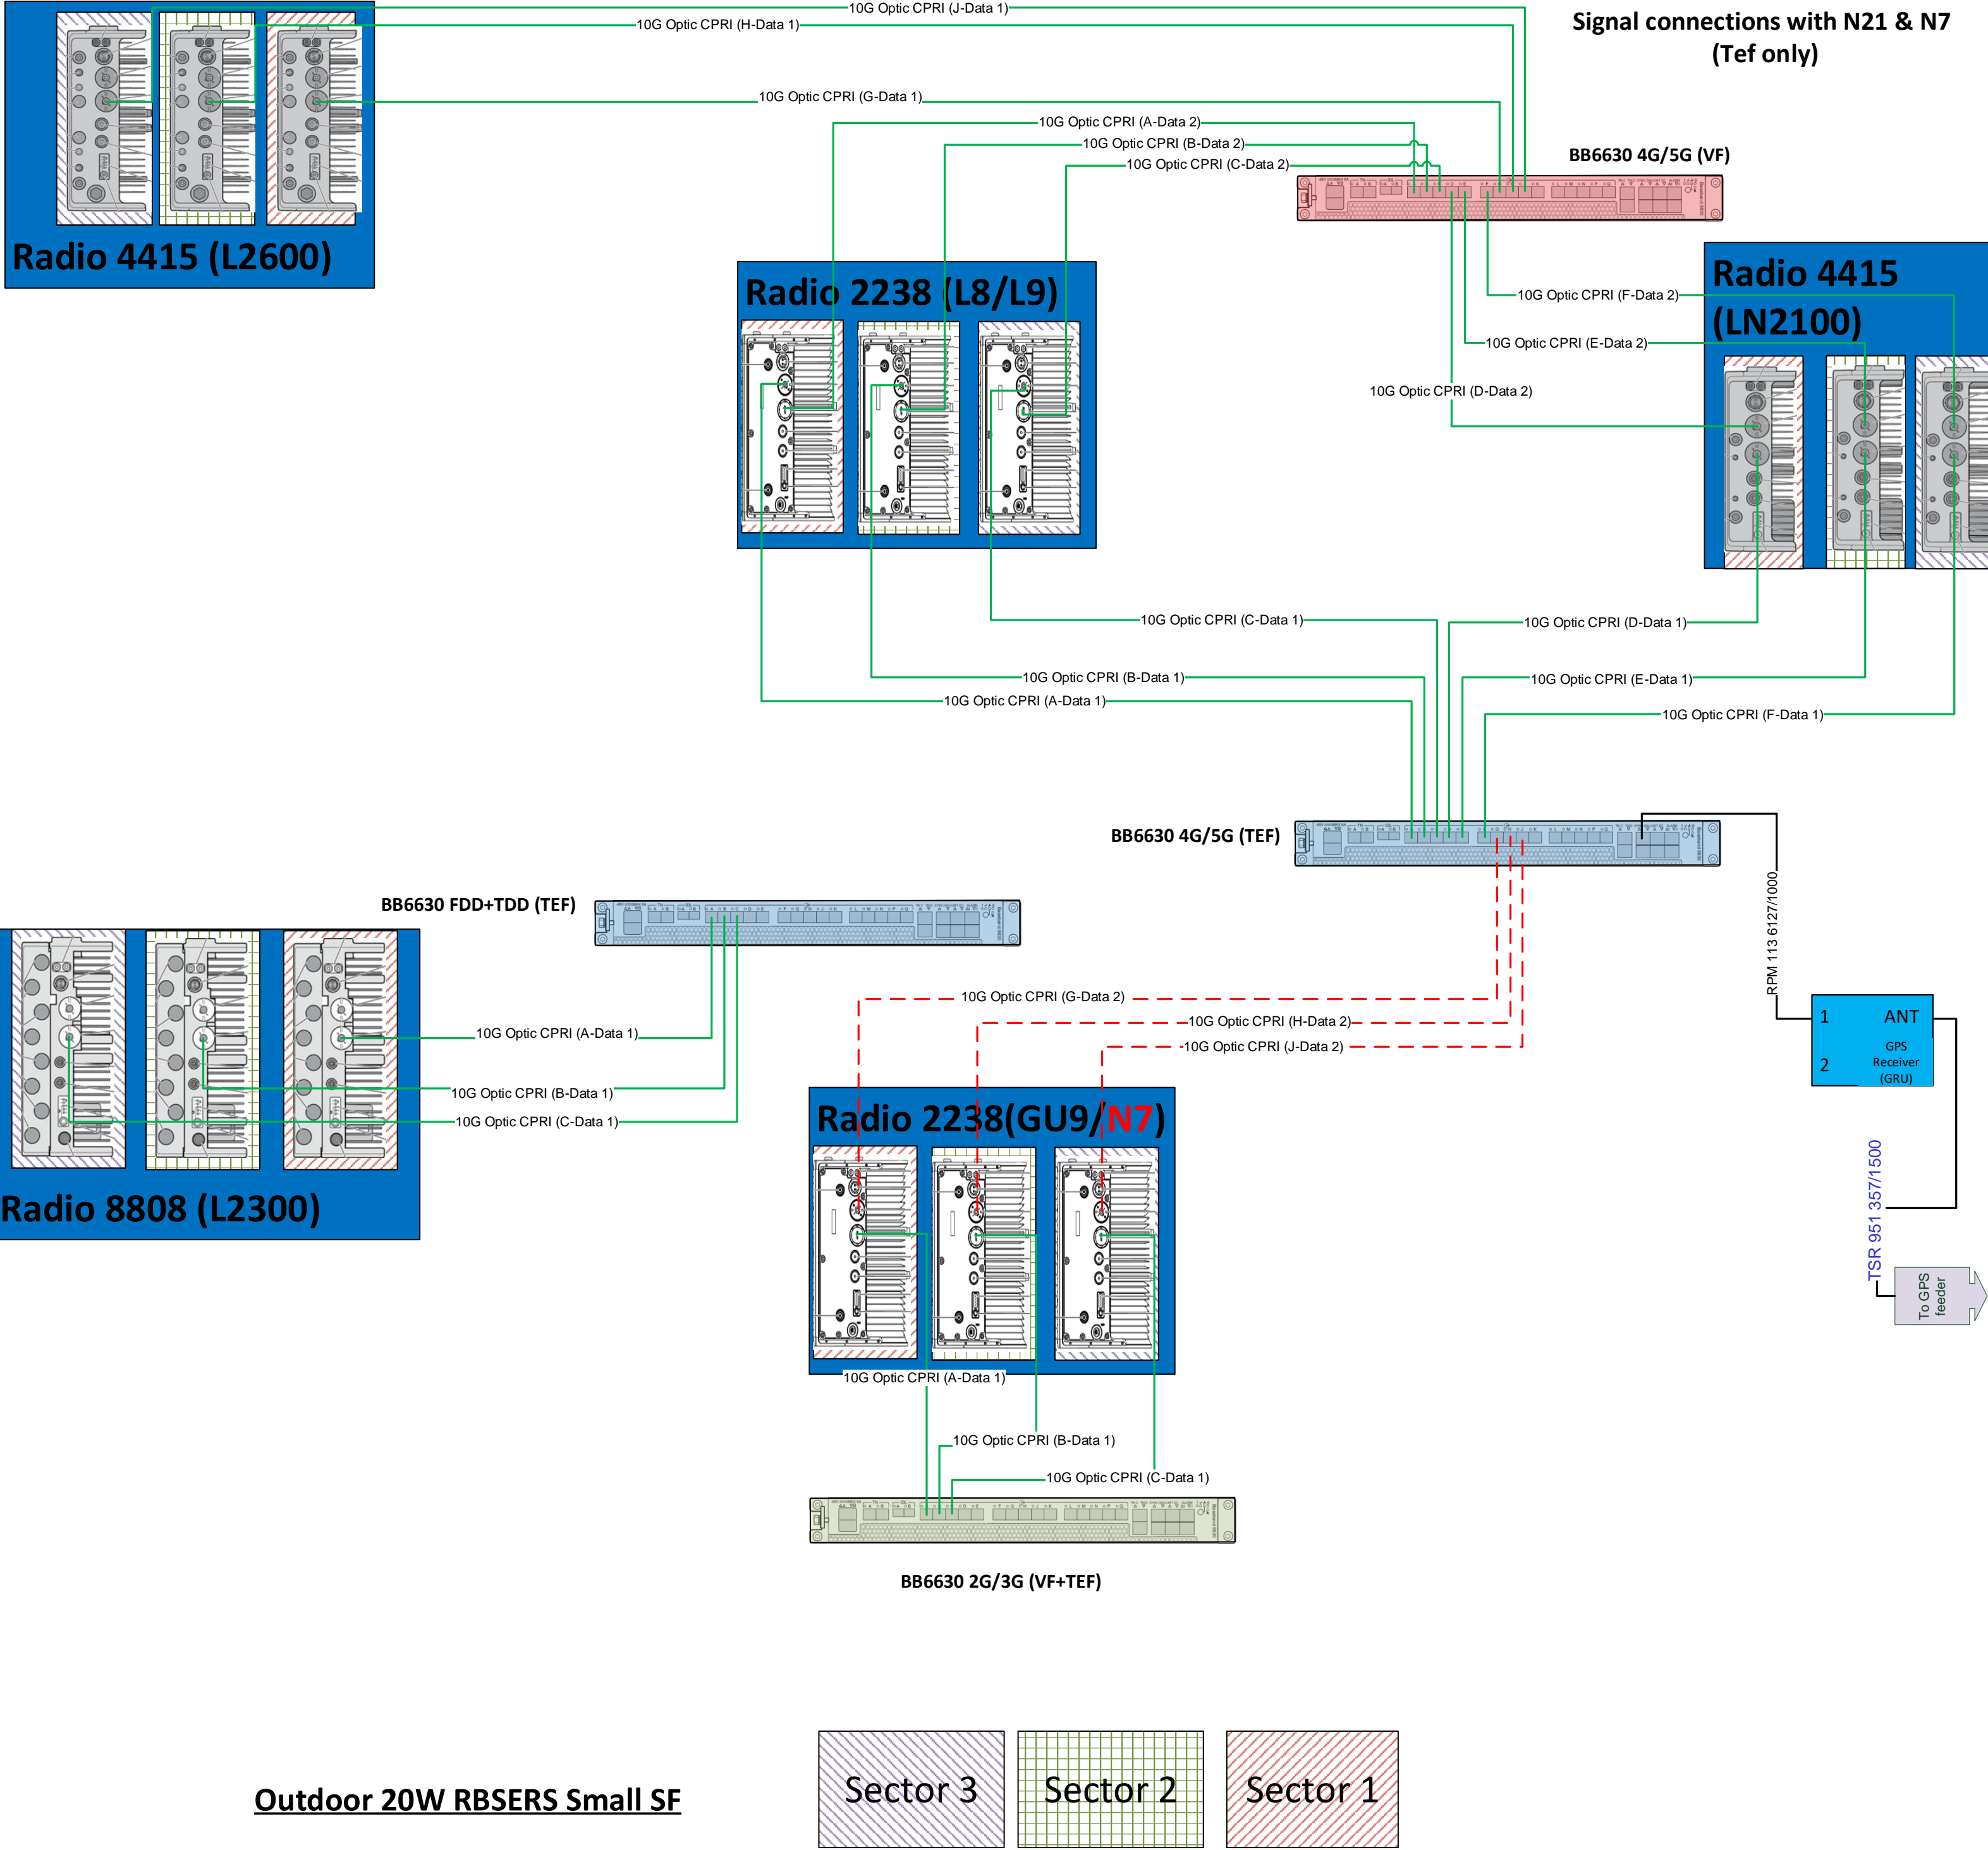 Signal connections with N21 & N7
(Tef only)
10G Optic CPRI (J-Data 1)
10G Optic CPRI (H-Data 1)
10G Optic CPRI (G-Data 1)
10G Optic CPRI (A-Data 2)
10G Optic CPRI (B-Data 2)
10G Optic CPRI (C-Data 2)
BB6630 4G/5G (VF)
Radio 4415 (L2600)
Radio 2238 (L8/L9)
Radio 4415
(LN2100)
10G Optic CPRI (F-Data 2)
10G Optic CPRI (E-Data 2)
10G Optic CPRI (D-Data 2)
10G Optic CPRI (C-Data 1)
10G Optic CPRI (D-Data 1)
10G Optic CPRI (B-Data 1)
10G Optic CPRI (E-Data 1)
10G Optic CPRI (A-Data 1)
10G Optic CPRI (F-Data 1)
BB6630 4G/5G (TEF)
BB6630 FDD+TDD (TEF)
RPM 113 6127/1000
10G Optic CPRI (G-Data 2)
10G Optic CPRI (H-Data 2)
10G Optic CPRI (J-Data 2)
1 ANT
GPS
2 Receiver
(GRU)
10G Optic CPRI (A-Data 1)
10G Optic CPRI (B-Data 1)
10G Optic CPRI (C-Data 1)
Radio 2238(GU9/N7)
Radio 8808 (L2300)
TSR 951 357/1500
To GPS
feeder
10G Optic CPRI (A-Data 1)
10G Optic CPRI (B-Data 1)
10G Optic CPRI (C-Data 1)
BB6630 2G/3G (VF+TEF)
Outdoor 20W RBSERS Small SF
Sector 3
Sector 2
Sector 1